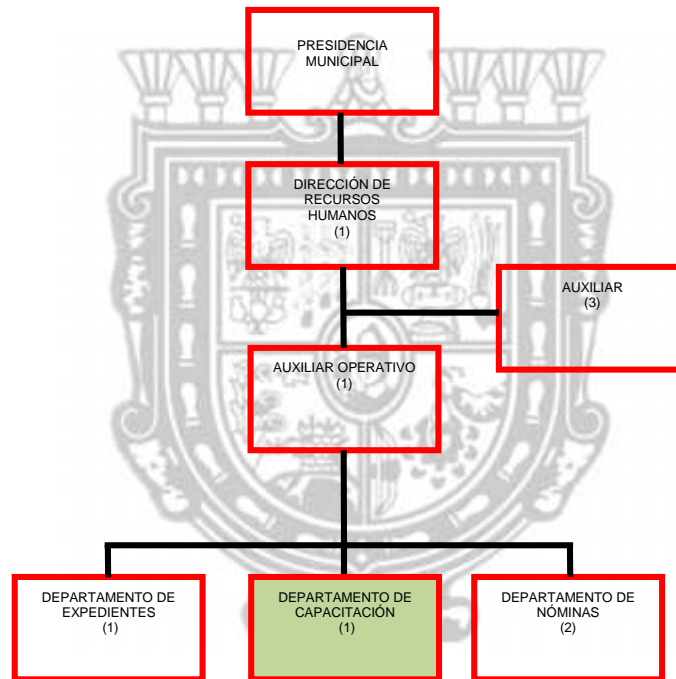 PRESIDENCIA
MUNICIPAL
DIRECCIÓN DE
RECURSOS
HUMANOS
(1)
AUXILIAR
(3)
AUXILIAR OPERATIVO
(1)
DEPARTAMENTO DE
EXPEDIENTES
(1)
DEPARTAMENTO DE
CAPACITACIÓN
(1)
DEPARTAMENTO DE
NÓMINAS
(2)